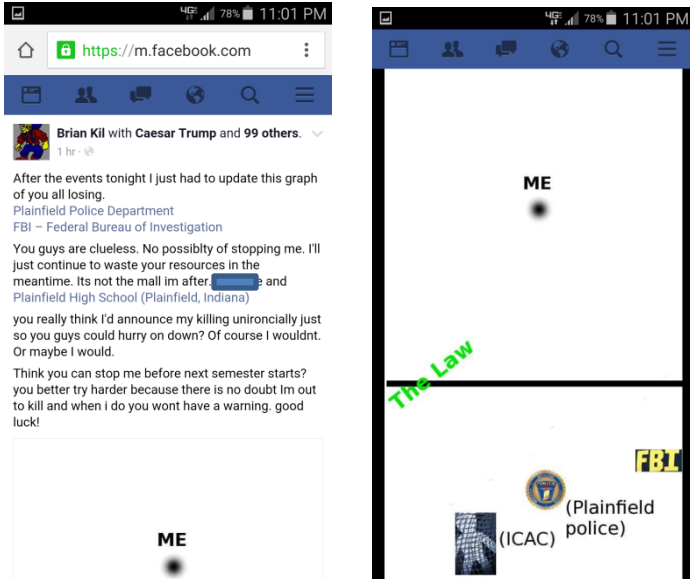 4G 78% 11:01 PM
https://m.facebook.com
Brian Kil with Caesar Trump and 99 others.
1 hr ·
After the events tonight I just had to update this graph
of you all losing.
Plainfield Police Department
FBI – Federal Bureau of Investigation
You guys are clueless. No possiblty of stopping me. I'll
just continue to waste your resources in the
meantime. Its not the mall im after. e and
Plainfield High School (Plainfield, Indiana)
you really think I'd announce my killing unironcially just
so you guys could hurry on down? Of course I wouldnt.
Or maybe I would.
Think you can stop me before next semester starts?
you better try harder because there is no doubt Im out
to kill and when i do you wont have a warning. good
luck!
ME
4G 78% 11:01 PM
ME
The Law
FBI
(Plainfield
police)
(ICAC)